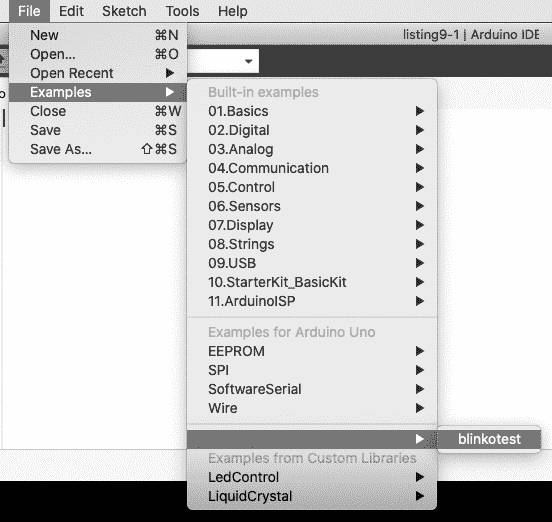 File Edit Sketch Tools Help
listing9-1 | Arduino IDE
New ⌘N
Open... ⌘O
Open Recent ▶
Examples ▶
Close ⌘W
Save ⌘S
Save As... ⇧⌘S
Built-in examples
01.Basics ▶
02.Digital ▶
03.Analog ▶
04.Communication ▶
05.Control ▶
06.Sensors ▶
07.Display ▶
08.Strings ▶
09.USB ▶
10.StarterKit_BasicKit ▶
11.ArduinoISP ▶
Examples for Arduino Uno
EEPROM ▶
SPI ▶
SoftwareSerial ▶
Wire ▶
▶ blinkotest
Examples from Custom Libraries
LedControl ▶
LiquidCrystal ▶